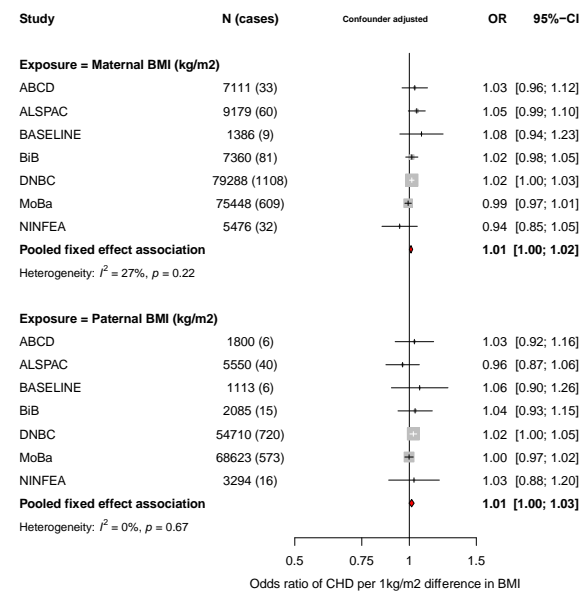 Study N (cases) Confounder adjusted OR 95%−CI
Exposure = Maternal BMI (kg/m2)
ABCD 7111 (33) 1.03 [0.96; 1.12]
ALSPAC 9179 (60) 1.05 [0.99; 1.10]
BASELINE 1386 (9) 1.08 [0.94; 1.23]
BiB 7360 (81) 1.02 [0.98; 1.05]
DNBC 79288 (1108) 1.02 [1.00; 1.03]
MoBa 75448 (609) 0.99 [0.97; 1.01]
NINFEA 5476 (32) 0.94 [0.85; 1.05]
Pooled fixed effect association 1.01 [1.00; 1.02]
Heterogeneity: I² = 27%, p = 0.22
Exposure = Paternal BMI (kg/m2)
ABCD 1800 (6) 1.03 [0.92; 1.16]
ALSPAC 5550 (40) 0.96 [0.87; 1.06]
BASELINE 1113 (6) 1.06 [0.90; 1.26]
BiB 2085 (15) 1.04 [0.93; 1.15]
DNBC 54710 (720) 1.02 [1.00; 1.05]
MoBa 68623 (573) 1.00 [0.97; 1.02]
NINFEA 3294 (16) 1.03 [0.88; 1.20]
Pooled fixed effect association 1.01 [1.00; 1.03]
Heterogeneity: I² = 0%, p = 0.67
0.5 0.75 1 1.5
Odds ratio of CHD per 1kg/m2 difference in BMI